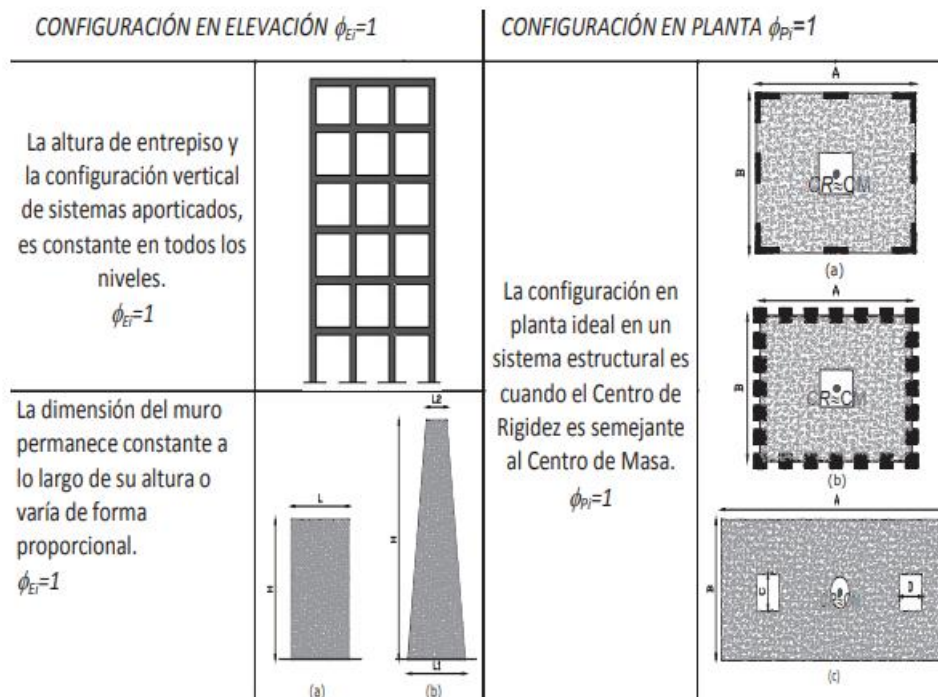 CONFIGURACIÓN EN ELEVACIÓN ϕEi=1
CONFIGURACIÓN EN PLANTA ϕPi=1
La altura de entrepiso y
la configuración vertical
de sistemas aporticados,
es constante en todos los
niveles.
ϕEi=1
La dimensión del muro
permanece constante a
lo largo de su altura o
varía de forma
proporcional.
ϕEi=1
L
H
(a)
L2
H
L1
(b)
La configuración en
planta ideal en un
sistema estructural es
cuando el Centro de
Rigidez es semejante
al Centro de Masa.
ϕPi=1
A
B
CR≈CM
(a)
A
B
CR≈CM
(b)
A
B
C
D
(c)